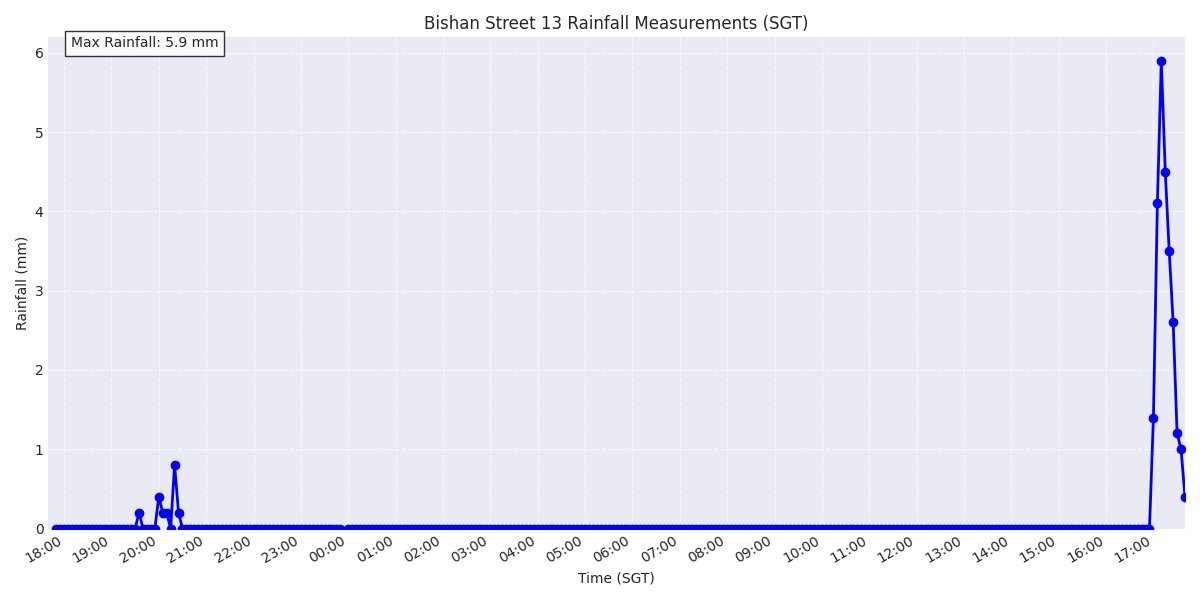 Bishan Street 13 Rainfall Measurements (SGT)
Max Rainfall: 5.9 mm
Rainfall (mm)
6
5
4
3
2
1
0
18:00 19:00 20:00 21:00 22:00 23:00 00:00 01:00 02:00 03:00 04:00 05:00 06:00 07:00 08:00 09:00 10:00 11:00 12:00 13:00 14:00 15:00 16:00 17:00
Time (SGT)